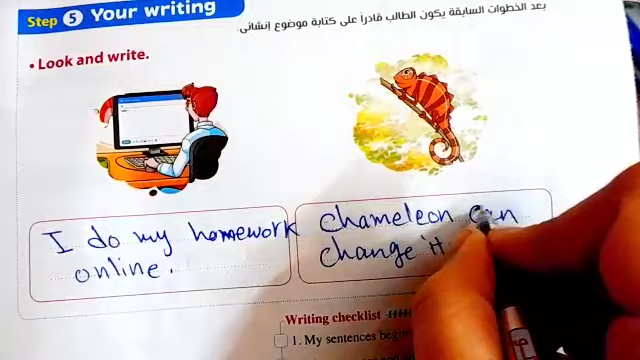 Step 5 Your writing
بعد الخطوات السابقة يكون الطالب قادراً على كتابة موضوع إنشائى.
• Look and write.
I do my homework
online.
chameleon can
change it
Writing checklist
1. My sentences begin